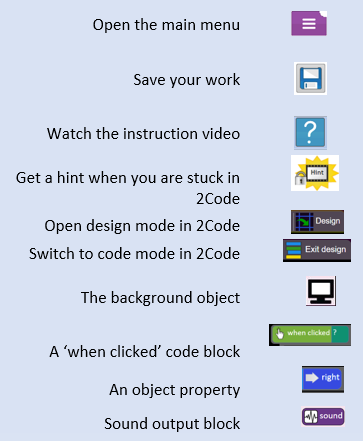 Open the main menu
Save your work
Watch the instruction video
?
Get a hint when you are stuck in
Hint
2Code
Open design mode in 2Code
Design
Switch to code mode in 2Code
Exit design
The background object
when clicked ?
A ‘when clicked’ code block
An object property
right
Sound output block
sound